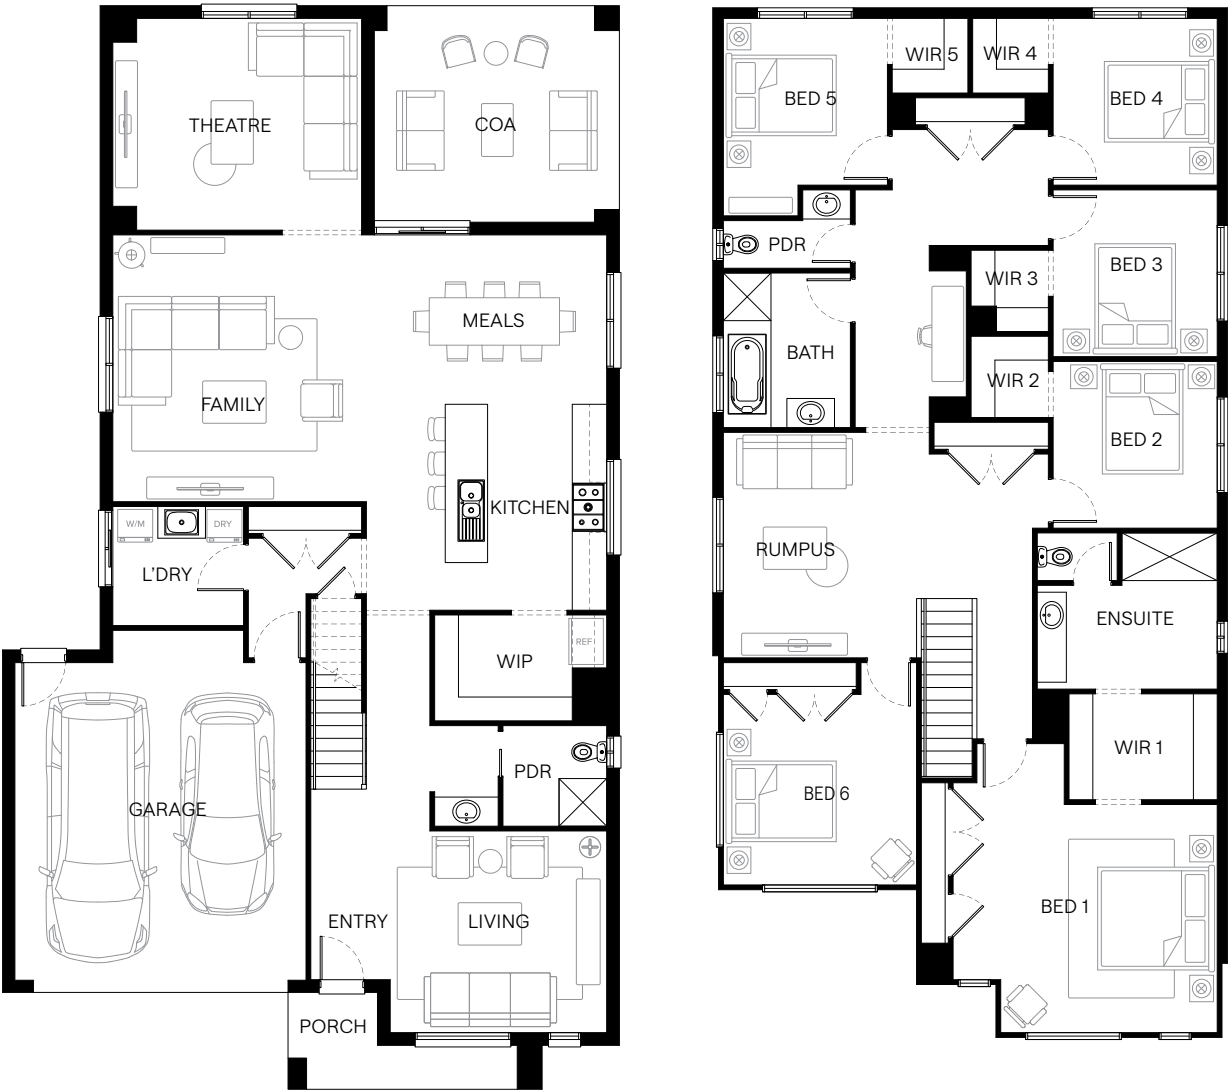 THEATRE
COA
MEALS
FAMILY
KITCHEN
W/M
DRY
L'DRY
WIP
REF
PDR
GARAGE
ENTRY
LIVING
PORCH
WIR 5
WIR 4
BED 5
BED 4
PDR
WIR 3
BED 3
BATH
WIR 2
BED 2
RUMPUS
ENSUITE
WIR 1
BED 6
BED 1